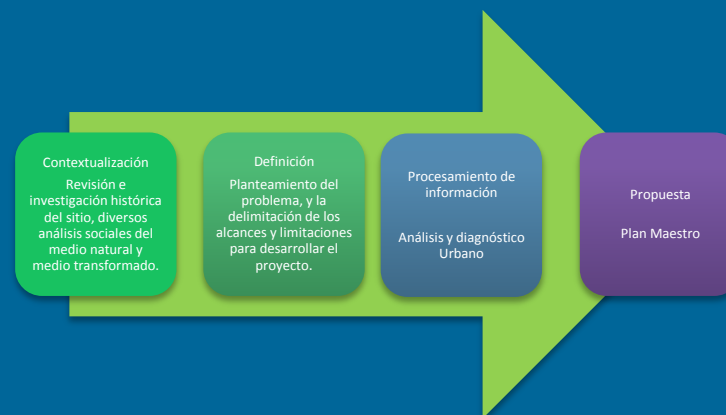 Contextualización
Revisión e
investigación histórica
del sitio, diversos
análisis sociales del
medio natural y
medio transformado.
Definición
Planteamiento del
problema, y la
delimitación de los
alcances y limitaciones
para desarrollar el
proyecto.
Procesamiento de
información
Análisis y diagnóstico
Urbano
Propuesta
Plan Maestro